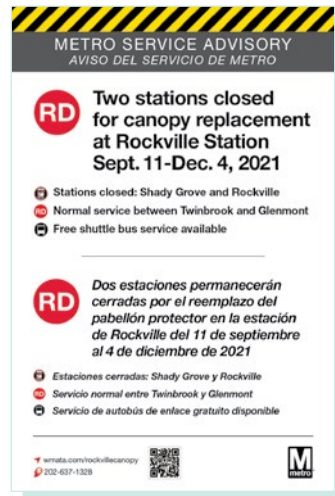 METRO SERVICE ADVISORY
AVISO DEL SERVICIO DE METRO
RD
Two stations closed
for canopy replacement
at Rockville Station
Sept. 11-Dec. 4, 2021
Stations closed: Shady Grove and Rockville
RD Normal service between Twinbrook and Glenmont
Free shuttle bus service available
RD
Dos estaciones permanecerán
cerradas por el reemplazo del
pabellón protector en la estación
de Rockville del 11 de septiembre
al 4 de diciembre de 2021
Estaciones cerradas: Shady Grove y Rockville
RD Servicio normal entre Twinbrook y Glenmont
Servicio de autobús de enlace gratuito disponible
wmata.com/rockvillecanopy
202-637-1328
M
metro